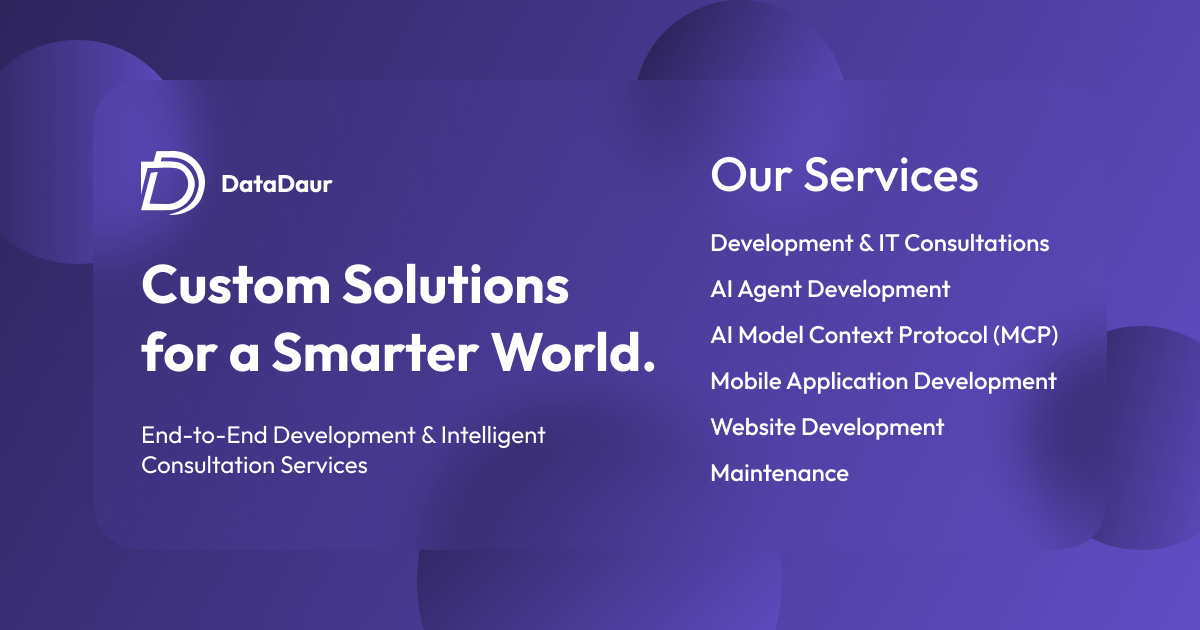 DataDaur
Custom Solutions
for a Smarter World.
End-to-End Development & Intelligent
Consultation Services
Our Services
Development & IT Consultations
AI Agent Development
AI Model Context Protocol (MCP)
Mobile Application Development
Website Development
Maintenance